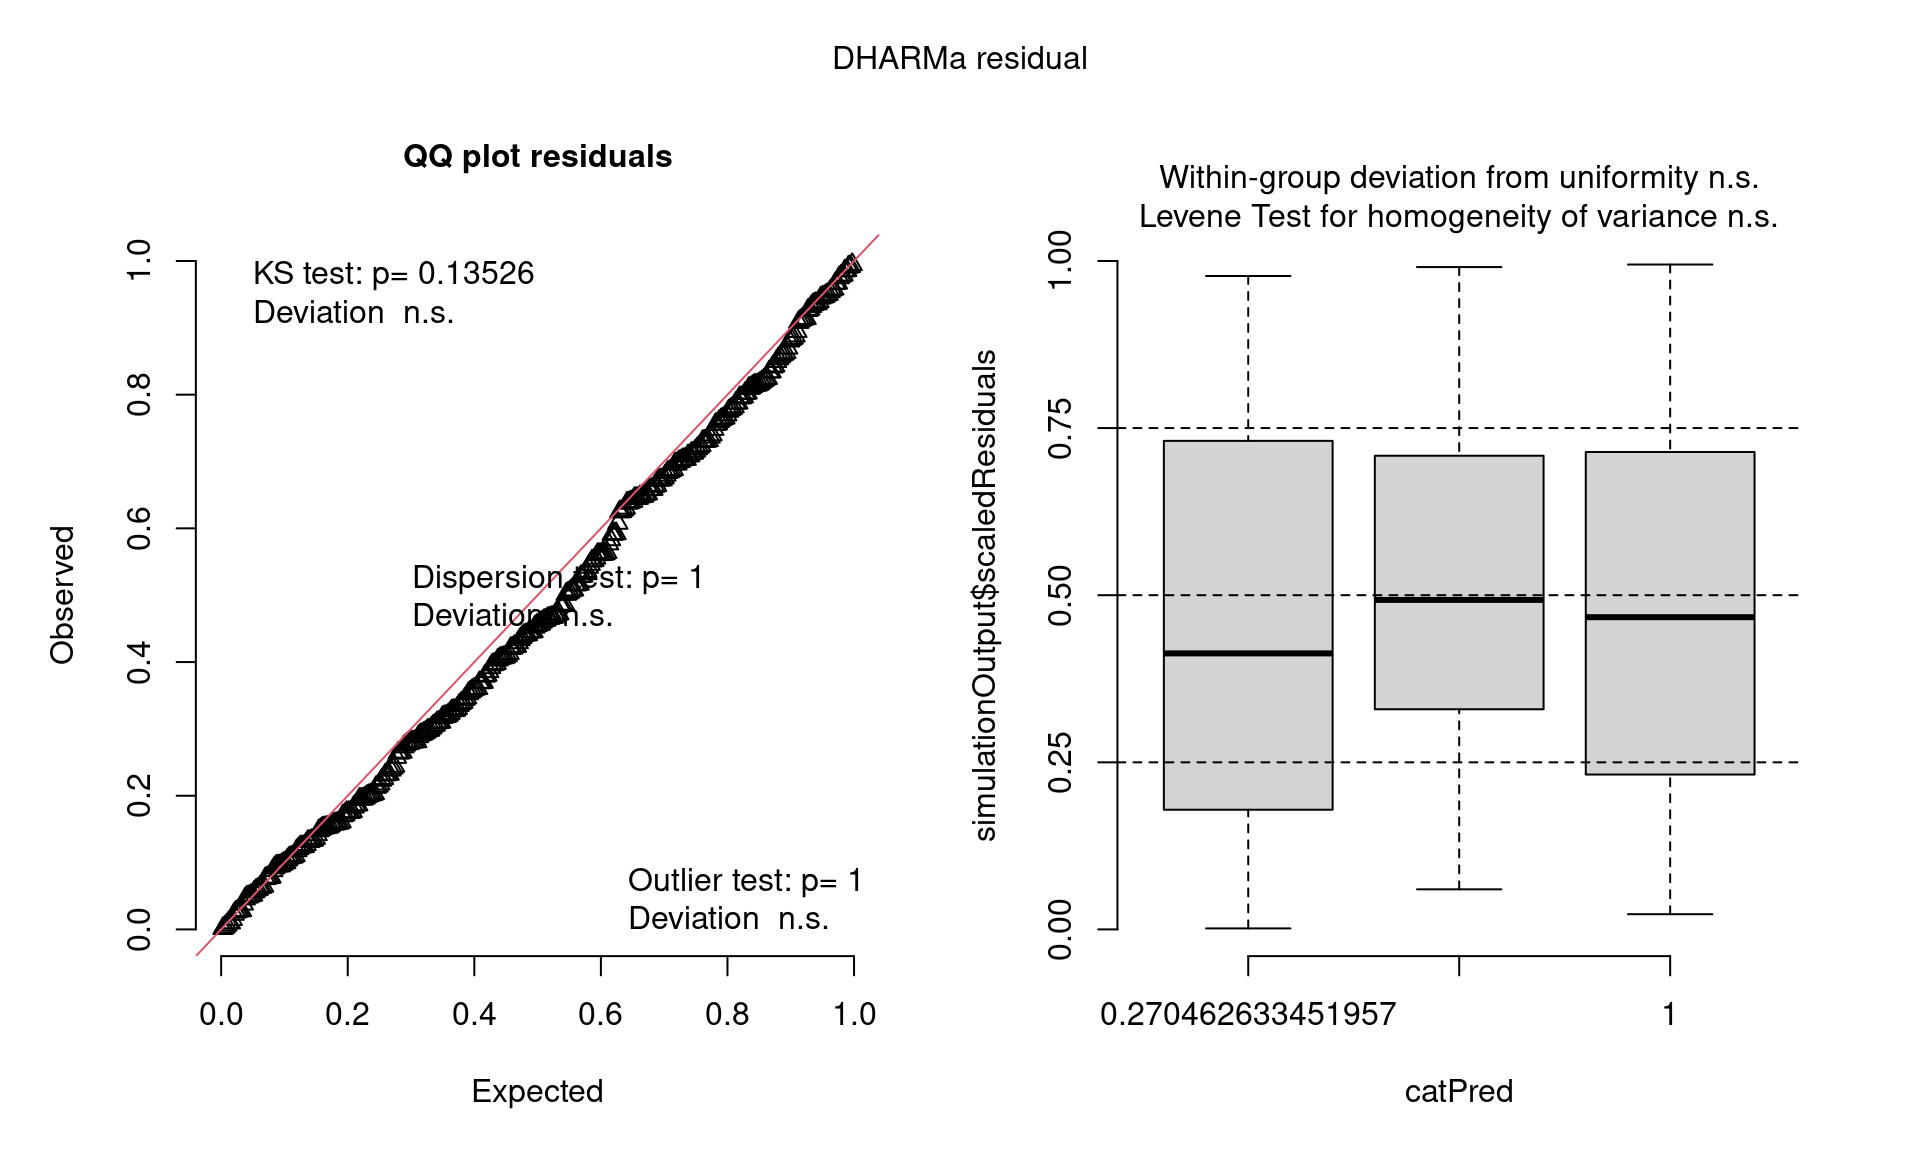 DHARMa residual
QQ plot residuals
KS test: p= 0.13526
Deviation  n.s.
Dispersion test: p= 1
Deviation  n.s.
Outlier test: p= 1
Deviation  n.s.
Observed
1.0
0.8
0.6
0.4
0.2
0.0
0.0 0.2 0.4 0.6 0.8 1.0
Expected
Within-group deviation from uniformity n.s.
Levene Test for homogeneity of variance n.s.
simulationOutput$scaledResiduals
1.00
0.75
0.50
0.25
0.00
0.270462633451957 1
catPred